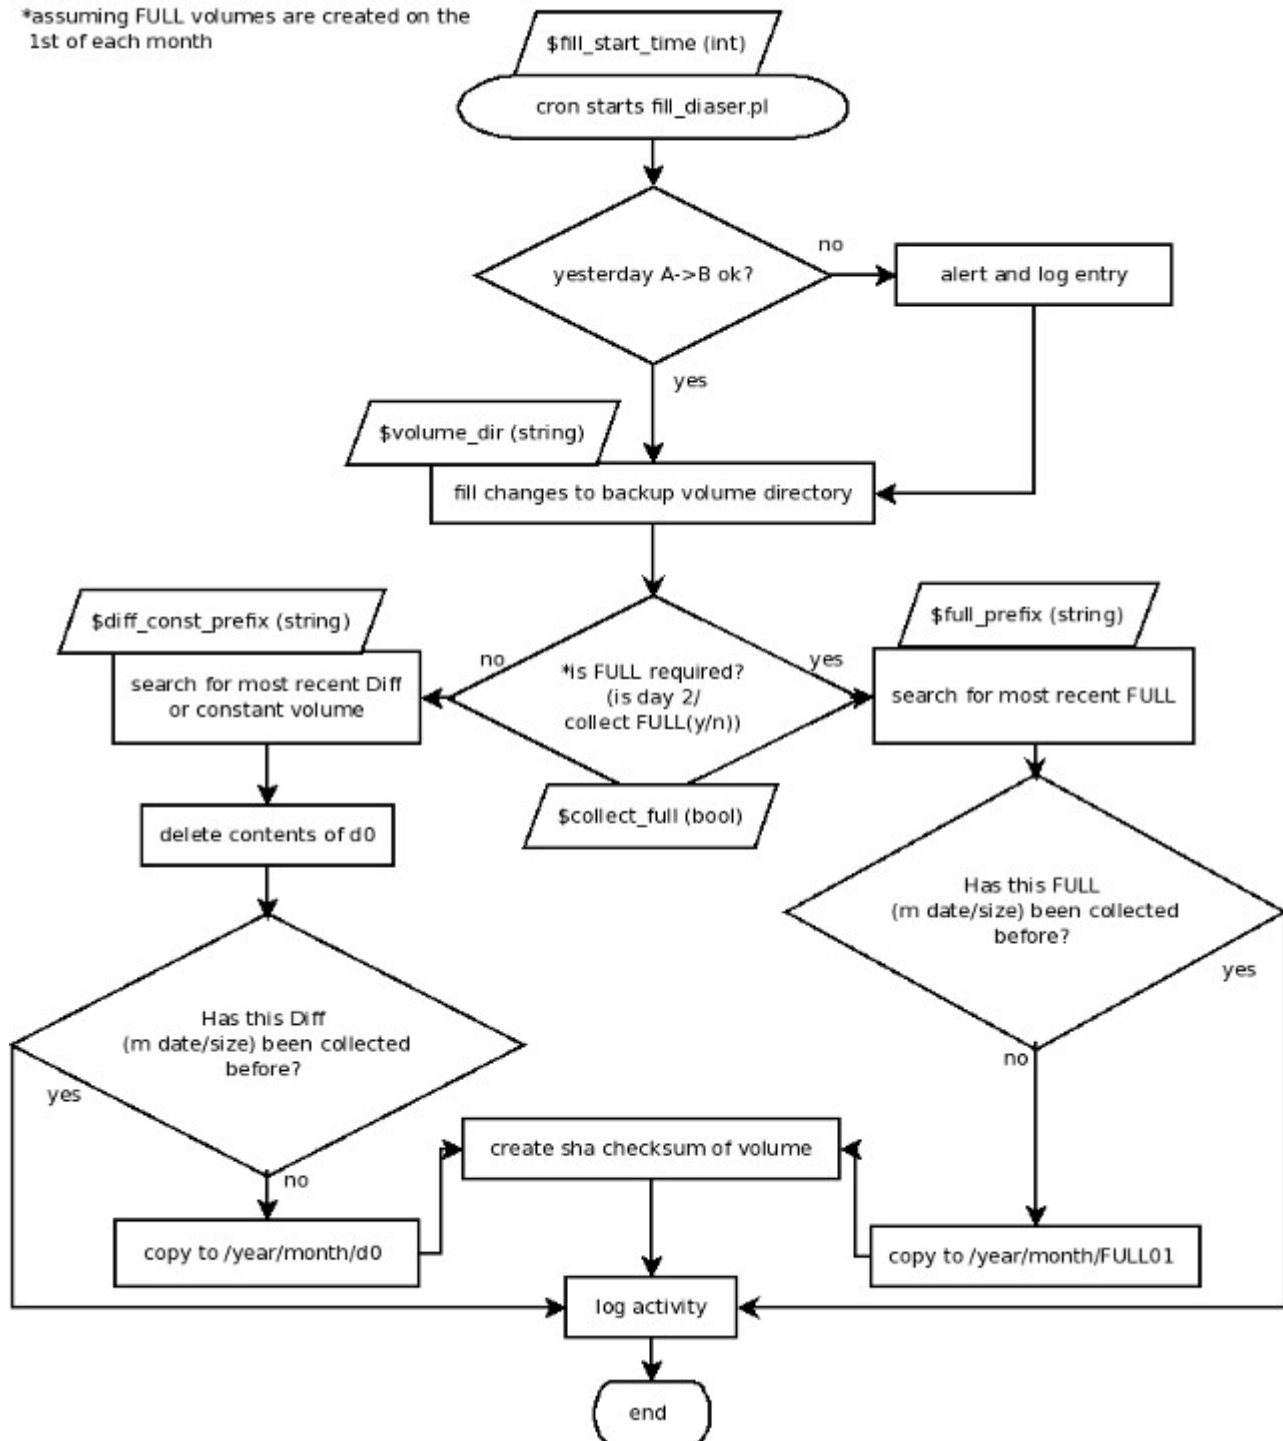 *assuming FULL volumes are created on the
1st of each month
$fill_start_time (int)
cron starts fill_diaser.pl
yesterday A->B ok?
no
alert and log entry
yes
$volume_dir (string)
fill changes to backup volume directory
$diff_const_prefix (string)
$full_prefix (string)
no
*is FULL required?
(is day 2/
collect FULL(y/n))
yes
search for most recent Diff
or constant volume
search for most recent FULL
$collect_full (bool)
delete contents of d0
Has this FULL
(m date/size) been collected
before?
yes
Has this Diff
(m date/size) been collected
before?
no
yes
create sha checksum of volume
no
copy to /year/month/d0
copy to /year/month/FULL01
log activity
end